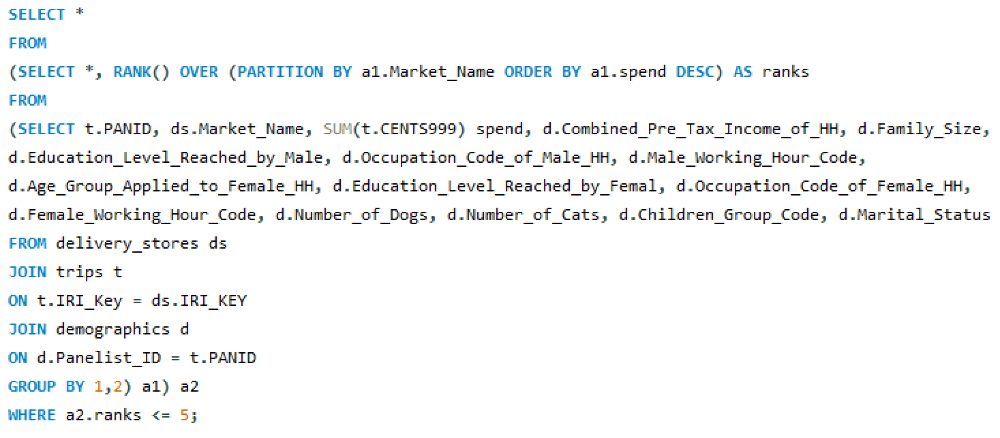 SELECT *
FROM
(SELECT *, RANK() OVER (PARTITION BY a1.Market_Name ORDER BY a1.spend DESC) AS ranks
FROM
(SELECT t.PANID, ds.Market_Name, SUM(t.CENTS999) spend, d.Combined_Pre_Tax_Income_of_HH, d.Family_Size,
d.Education_Level_Reached_by_Male, d.Occupation_Code_of_Male_HH, d.Male_Working_Hour_Code,
d.Age_Group_Applied_to_Female_HH, d.Education_Level_Reached_by_Femal, d.Occupation_Code_of_Female_HH,
d.Female_Working_Hour_Code, d.Number_of_Dogs, d.Number_of_Cats, d.Children_Group_Code, d.Marital_Status
FROM delivery_stores ds
JOIN trips t
ON t.IRI_Key = ds.IRI_KEY
JOIN demographics d
ON d.Panelist_ID = t.PANID
GROUP BY 1,2) a1) a2
WHERE a2.ranks <= 5;